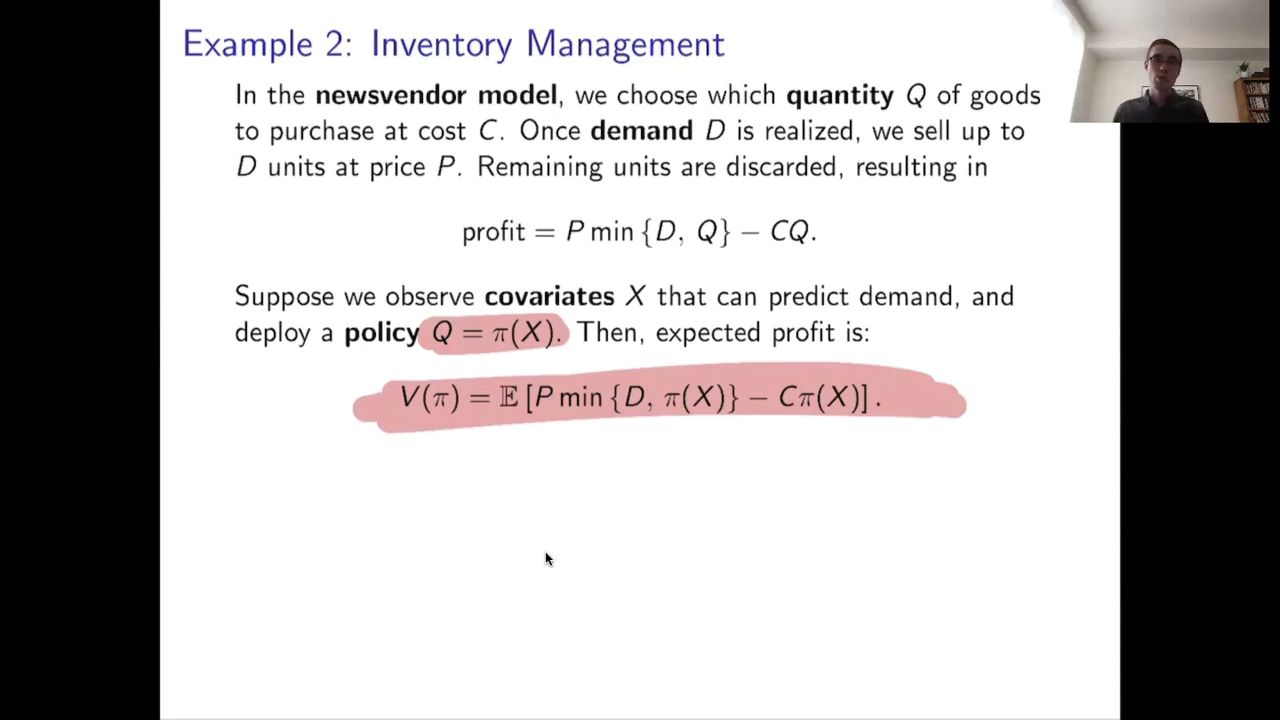 Example 2: Inventory Management
In the newsvendor model, we choose which quantity Q of goods
to purchase at cost C. Once demand D is realized, we sell up to
D units at price P. Remaining units are discarded, resulting in
profit = P min {D, Q} − CQ.
Suppose we observe covariates X that can predict demand, and
deploy a policy Q = π(X). Then, expected profit is:
V(π) = 𝔼 [P min {D, π(X)} − Cπ(X)] .